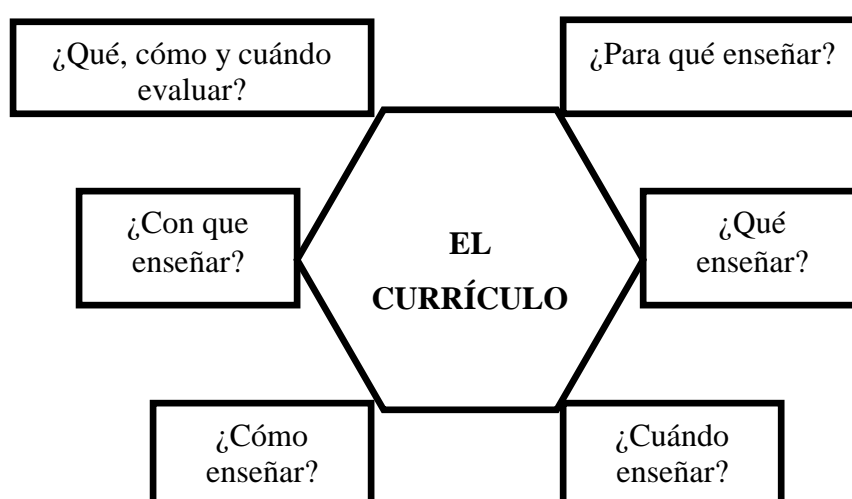 ¿Qué, cómo y cuándo
evaluar?
¿Para qué enseñar?
¿Con que
enseñar?
EL
CURRÍCULO
¿Qué
enseñar?
¿Cómo
enseñar?
¿Cuándo
enseñar?